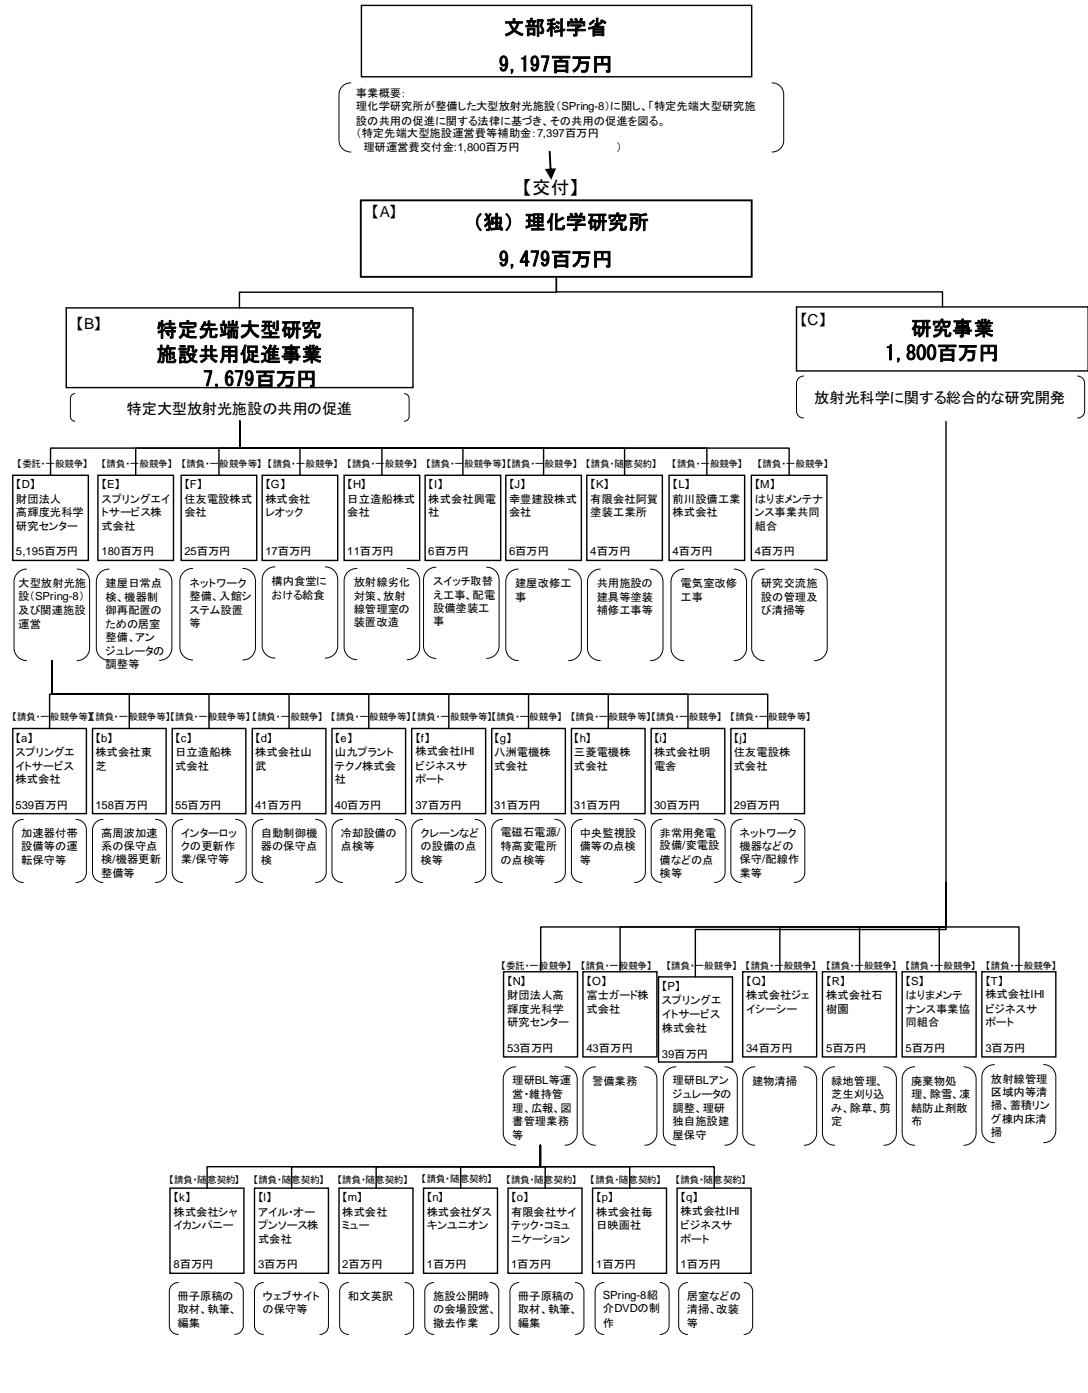 文部科学省
9,197百万円
事業概要:
理化学研究所が整備した大型放射光施設(SPring-8)に関し、「特定先端大型研究施
設の共用の促進に関する法律に基づき、その共用の促進を図る。
(特定先端大型施設運営費等補助金:7,397百万円
理研運営費交付金:1,800百万円 )
【交付】
【A】
(独)理化学研究所
9,479百万円
【B】
特定先端大型研究
施設共用促進事業
7,679百万円
特定大型放射光施設の共用の促進
【C】
研究事業
1,800百万円
放射光科学に関する総合的な研究開発
【委託・一般競争】
【D】
財団法人
高輝度光科学
研究センター
5,195百万円
大型放射光施
設(SPring-8)
及び関連施設
運営
【請負・一般競争】
【E】
スプリングエイ
トサービス株
式会社
180百万円
建屋日常点
検、機器制
御再配置の
ための居室
整備、アン
ジュレータの
調整等
【請負・一般競争等】
【F】
住友電設株式
会社
25百万円
ネットワーク
整備、入館シ
ステム設置
等
【請負・一般競争】
【G】
株式会社
レオック
17百万円
構内食堂に
おける給食
【請負・一般競争】
【H】
日立造船株式
会社
11百万円
放射線劣化
対策、放射
線管理室の
装置改造
【請負・一般競争等】
【I】
株式会社興電
社
6百万円
スイッチ取替
え工事、配電
設備塗装工
事
【請負・一般競争】
【J】
幸豊建設株式
会社
6百万円
建屋改修工
事
【請負・随意契約】
【K】
有限会社阿賀
塗装工業所
4百万円
共用施設の
建具等塗装
補修工事等
【請負・一般競争】
【L】
前川設備工業
株式会社
4百万円
電気室改修
工事
【請負・一般競争】
【M】
はりまメンテナ
ンス事業共同
組合
4百万円
研究交流施
設の管理及
び清掃等
【請負・一般競争等】
【a】
スプリングエ
イトサービス
株式会社
539百万円
加速器付帯
設備等の運
転保守等
【請負・一般競争等】
【b】
株式会社東
芝
158百万円
高周波加速
系の保守点
検/機器更新
整備等
【請負・一般競争等】
【c】
日立造船株
式会社
55百万円
インターロッ
クの更新作
業/保守等
【請負・一般競争】
【d】
株式会社山
武
41百万円
自動制御機
器の保守点
検
【請負・一般競争】
【e】
山九プラント
テクノ株式会
社
40百万円
冷却設備の
点検等
【請負・一般競争等】
【f】
株式会社IHI
ビジネスサ
ポート
37百万円
クレーンなど
の設備の点
検等
【請負・一般競争】
【g】
八洲電機株
式会社
31百万円
電磁石電源/
特高変電所
の点検等
【請負・一般競争等】
【h】
三菱電機株
式会社
31百万円
中央監視設
備等の点検
等
【請負・一般競争】
【i】
株式会社明
電舎
30百万円
非常用発電
設備/変電設
備などの点
検等
【請負・一般競争等】
【j】
住友電設株
式会社
29百万円
ネットワーク
機器などの
保守/配線作
業等
【委託・一般競争】
【N】
財団法人高
輝度光科学
研究センター
53百万円
理研BL等運
営・維持管
理、広報、図
書管理業務
等
【請負・一般競争】
【O】
富士ガード株
式会社
43百万円
警備業務
【請負・一般競争】
【P】
スプリングエ
イトサービス
株式会社
39百万円
理研BLアン
ジュレータの
調整、理研
独自施設建
屋保守
【請負・一般競争】
【Q】
株式会社ジェ
イシーシー
34百万円
建物清掃
【請負・一般競争】
【R】
株式会社石
樹園
5百万円
緑地管理、
芝生刈り込
み、除草、剪
定
【請負・一般競争】
【S】
はりまメンテ
ナンス事業協
同組合
5百万円
廃棄物処
理、除雪、凍
結防止剤散
布
【請負・一般競争】
【T】
株式会社IHI
ビジネスサ
ポート
3百万円
放射線管理
区域内等清
掃、蓄積リン
グ棟内床清
掃
【請負・随意契約】
【k】
株式会社シャ
イカンパニー
8百万円
冊子原稿の
取材、執筆、
編集
【請負・随意契約】
【l】
アイル・オー
プンソース株
式会社
3百万円
ウェブサイト
の保守等
【請負・随意契約】
【m】
株式会社
ミュー
2百万円
和文英訳
【請負・随意契約】
【n】
株式会社ダス
キンユニオン
1百万円
施設公開時
の会場設営、
撤去作業
【請負・随意契約】
【o】
有限会社サイ
テック・コミュ
ニケーション
1百万円
冊子原稿の
取材、執筆、
編集
【請負・随意契約】
【p】
株式会社毎
日映画社
1百万円
SPring-8紹
介DVDの制
作
【請負・随意契約】
【q】
株式会社IHI
ビジネスサ
ポート
1百万円
居室などの
清掃、改装
等